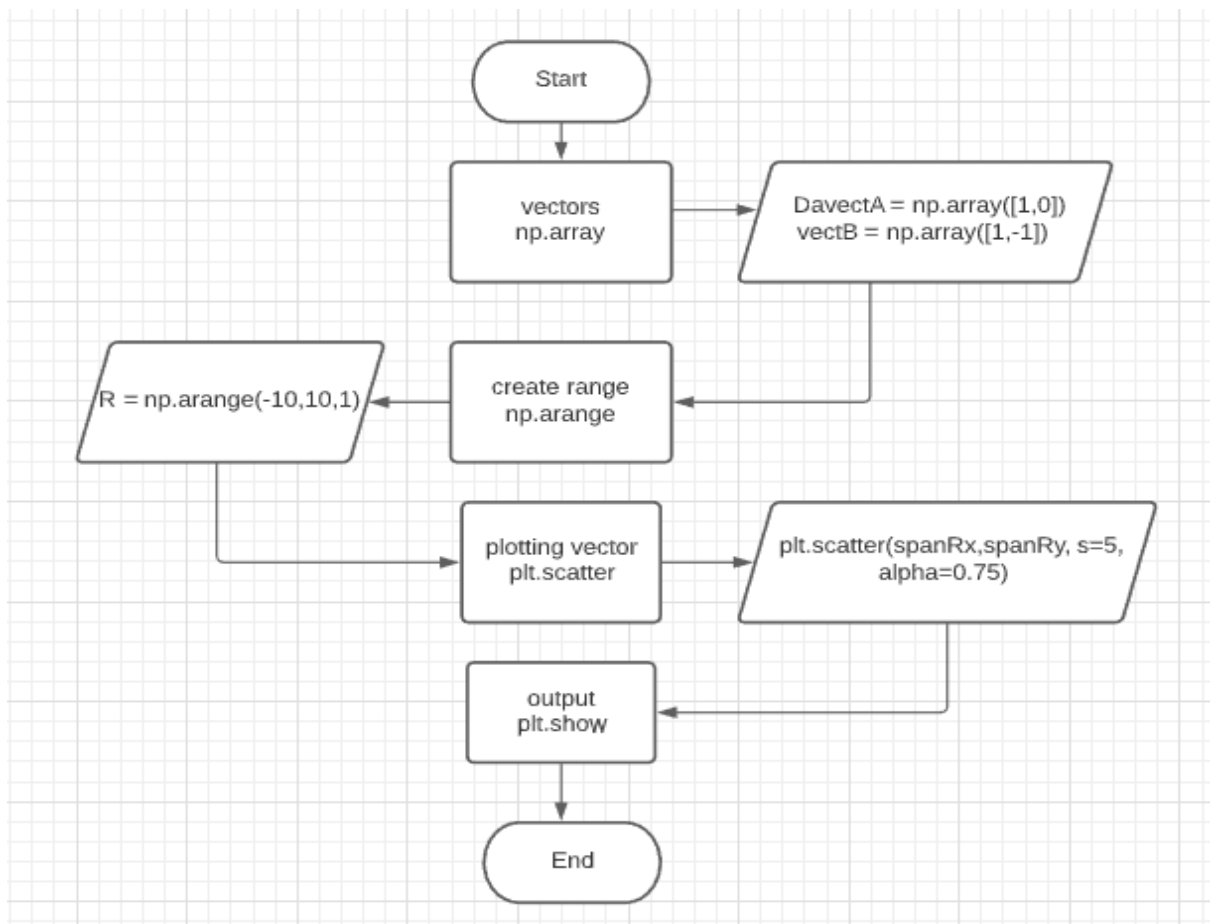 Start
vectors
np.array
DavectA = np.array([1,0])
vectB = np.array([1,-1])
create range
np.arange
R = np.arange(-10,10,1)
plotting vector
plt.scatter
plt.scatter(spanRx,spanRy, s=5,
alpha=0.75)
output
plt.show
End